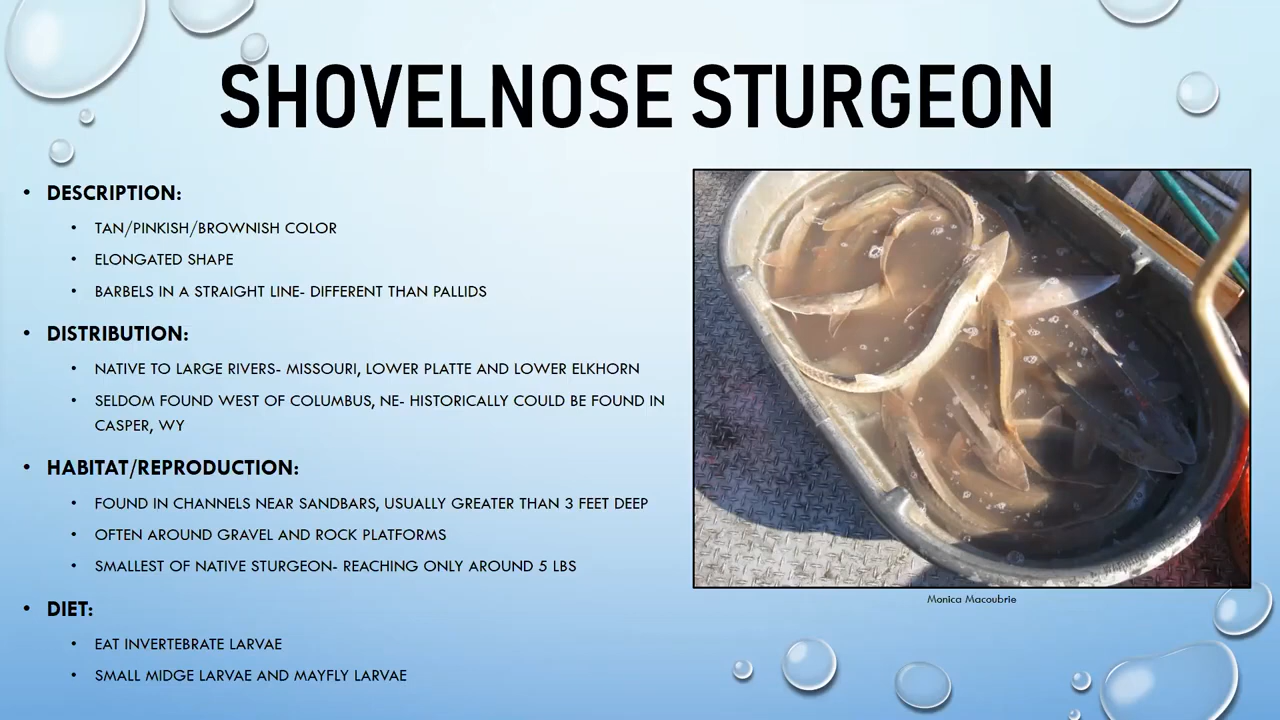 SHOVELNOSE STURGEON
• DESCRIPTION:
• TAN/PINKISH/BROWNISH COLOR
• ELONGATED SHAPE
• BARBELS IN A STRAIGHT LINE- DIFFERENT THAN PALLIDS
• DISTRIBUTION:
• NATIVE TO LARGE RIVERS- MISSOURI, LOWER PLATTE AND LOWER ELKHORN
• SELDOM FOUND WEST OF COLUMBUS, NE- HISTORICALLY COULD BE FOUND IN
CASPER, WY
• HABITAT/REPRODUCTION:
• FOUND IN CHANNELS NEAR SANDBARS, USUALLY GREATER THAN 3 FEET DEEP
• OFTEN AROUND GRAVEL AND ROCK PLATFORMS
• SMALLEST OF NATIVE STURGEON- REACHING ONLY AROUND 5 LBS
• DIET:
• EAT INVERTEBRATE LARVAE
• SMALL MIDGE LARVAE AND MAYFLY LARVAE
Monica Macoubrie